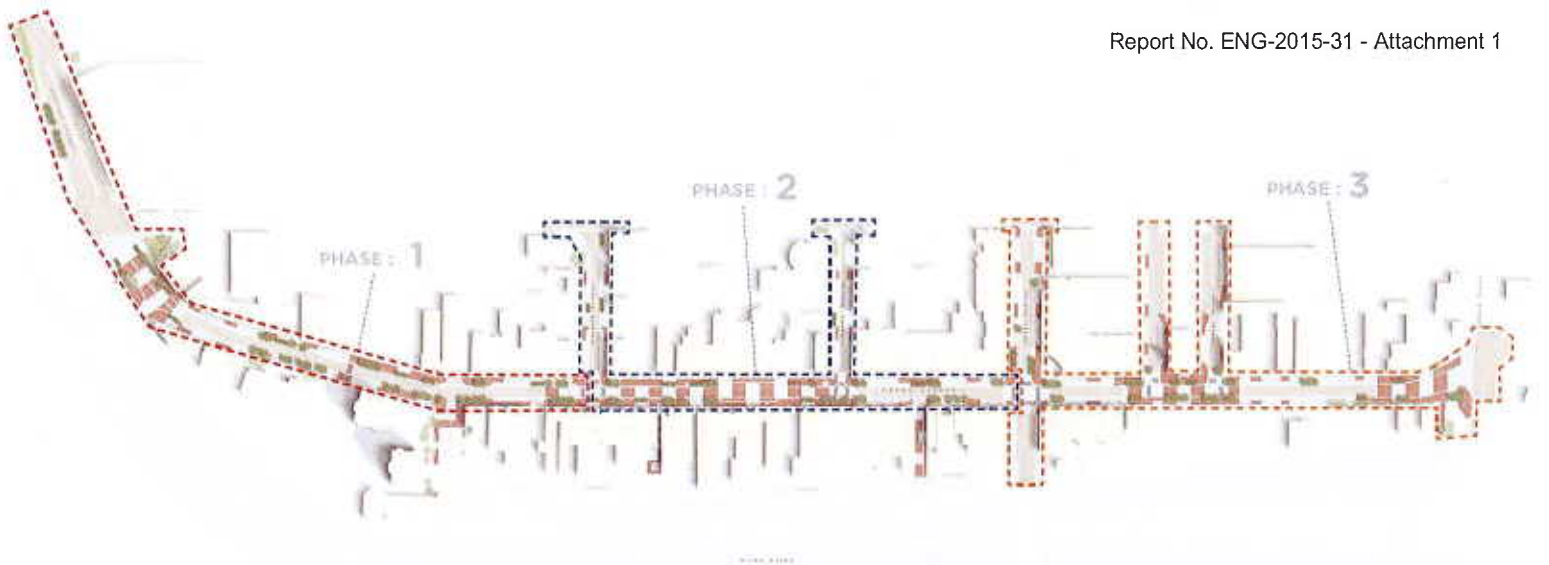 Report No. ENG-2015-31 - Attachment 1
PHASE : 2
PHASE : 3
PHASE : 1